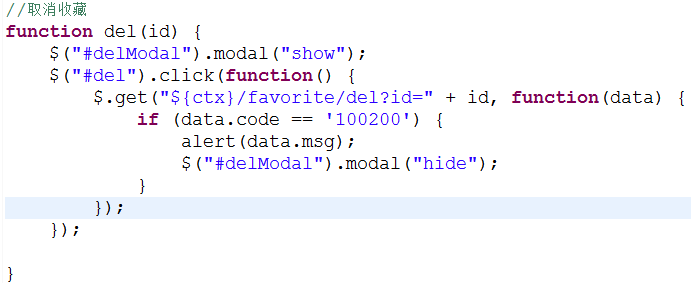 //取消收藏
function del(id) {
    $("#delModal").modal("show");
    $("#del").click(function() {
        $.get("${ctx}/favorite/del?id=" + id, function(data) {
            if (data.code == '100200') {
                alert(data.msg);
                $("#delModal").modal("hide");
            }
        });
    });
}